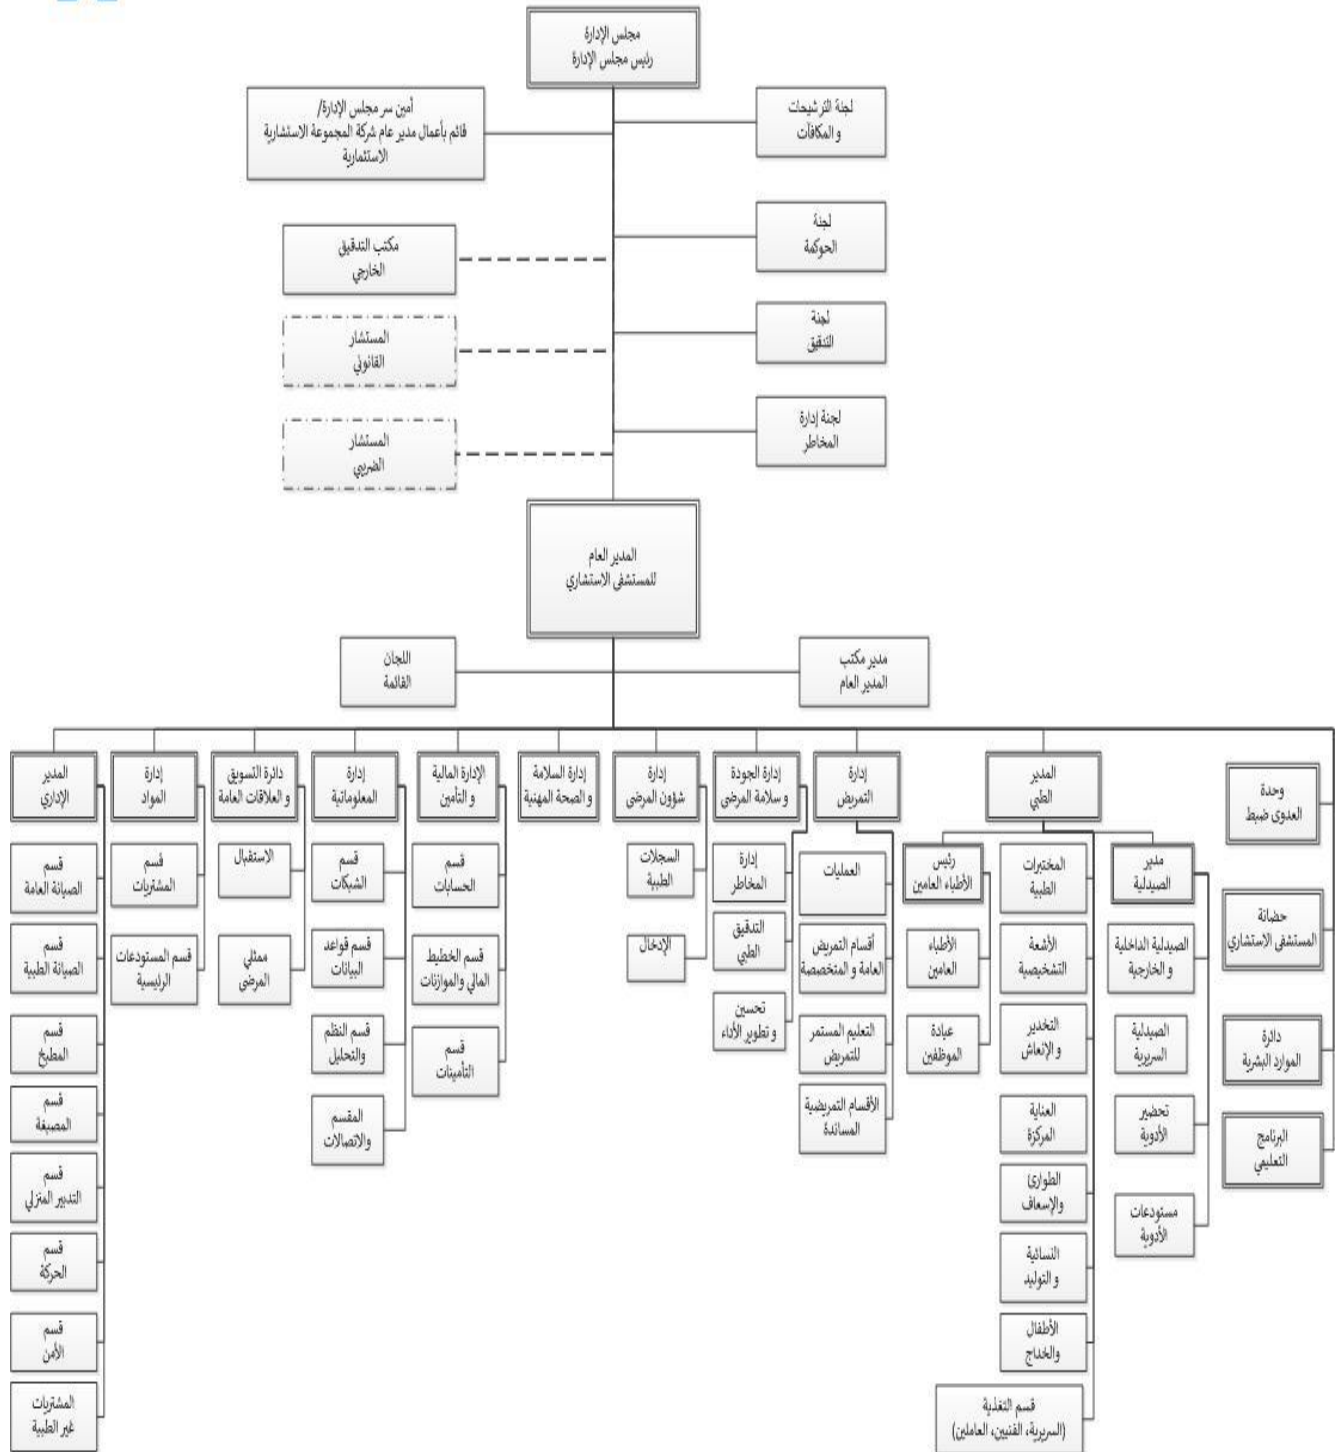 مجلس الإدارة
رئيس مجلس الإدارة
لجنة الترشيحات
و المكافآت
أمين سر مجلس الإدارة/
قائم بأعمال مدير عام شركة المجموعة الاستشارية
الاستثمارية
لجنة
الحوكمة
مكتب التدقيق
الخارجي
لجنة
التدقيق
المستشار
القانوني
لجنة إدارة
المخاطر
المستشار
الضريبي
المدير العام
للمستشفى الاستشاري
مدير مكتب
المدير العام
اللجان
القائمة
وحدة
العدوى ضبط
حضانة
المستشفى الاستشاري
دائرة
الموارد البشرية
البرنامج
التعليمي
المدير
الطبي
مدير
الصيدلية
الصيدلية الداخلية
و الخارجية
الصيدلية
السريرية
تحضير
الأدوية
مستودعات
الأدوية
المختبرات
الطبية
الأشعة
التشخيصية
التخدير
و الإنعاش
العناية
المركزة
الطوارئ
والإسعاف
النسائية
و التوليد
الأطفال
والخداج
قسم التغذية
(السريرية، الفنيين، العاملين)
رئيس
الأطباء العامين
الأطباء
العامين
عيادة
الموظفين
إدارة
التمريض
العمليات
أقسام التمريض
العامة و المتخصصة
التعليم المستمر
للتمريض
الأقسام التمريضية
المساندة
إدارة الجودة
و سلامة المرضى
إدارة
المخاطر
التدقيق
الطبي
تحسين
و تطوير الأداء
إدارة
شؤون المرضى
السجلات
الطبية
الإدخال
إدارة السلامة
و الصحة المهنية
الإدارة المالية
و التأمين
قسم
الحسابات
قسم الخطيط
المالي والموازنات
قسم
التأمينات
إدارة
المعلوماتية
قسم
الشبكات
قسم قواعد
البيانات
قسم النظم
والتحليل
المقسم
والاتصالات
دائرة التسويق
و العلاقات العامة
الاستقبال
ممثلي
المرضى
إدارة
المواد
قسم
المشتريات
قسم المستودعات
الرئيسية
المدير
الإداري
قسم
الصيانة العامة
قسم
الصيانة الطبية
قسم
المطبخ
قسم
المصبغة
قسم
التدبير المنزلي
قسم
الحركة
قسم
الأمن
المشتريات
غير الطبية